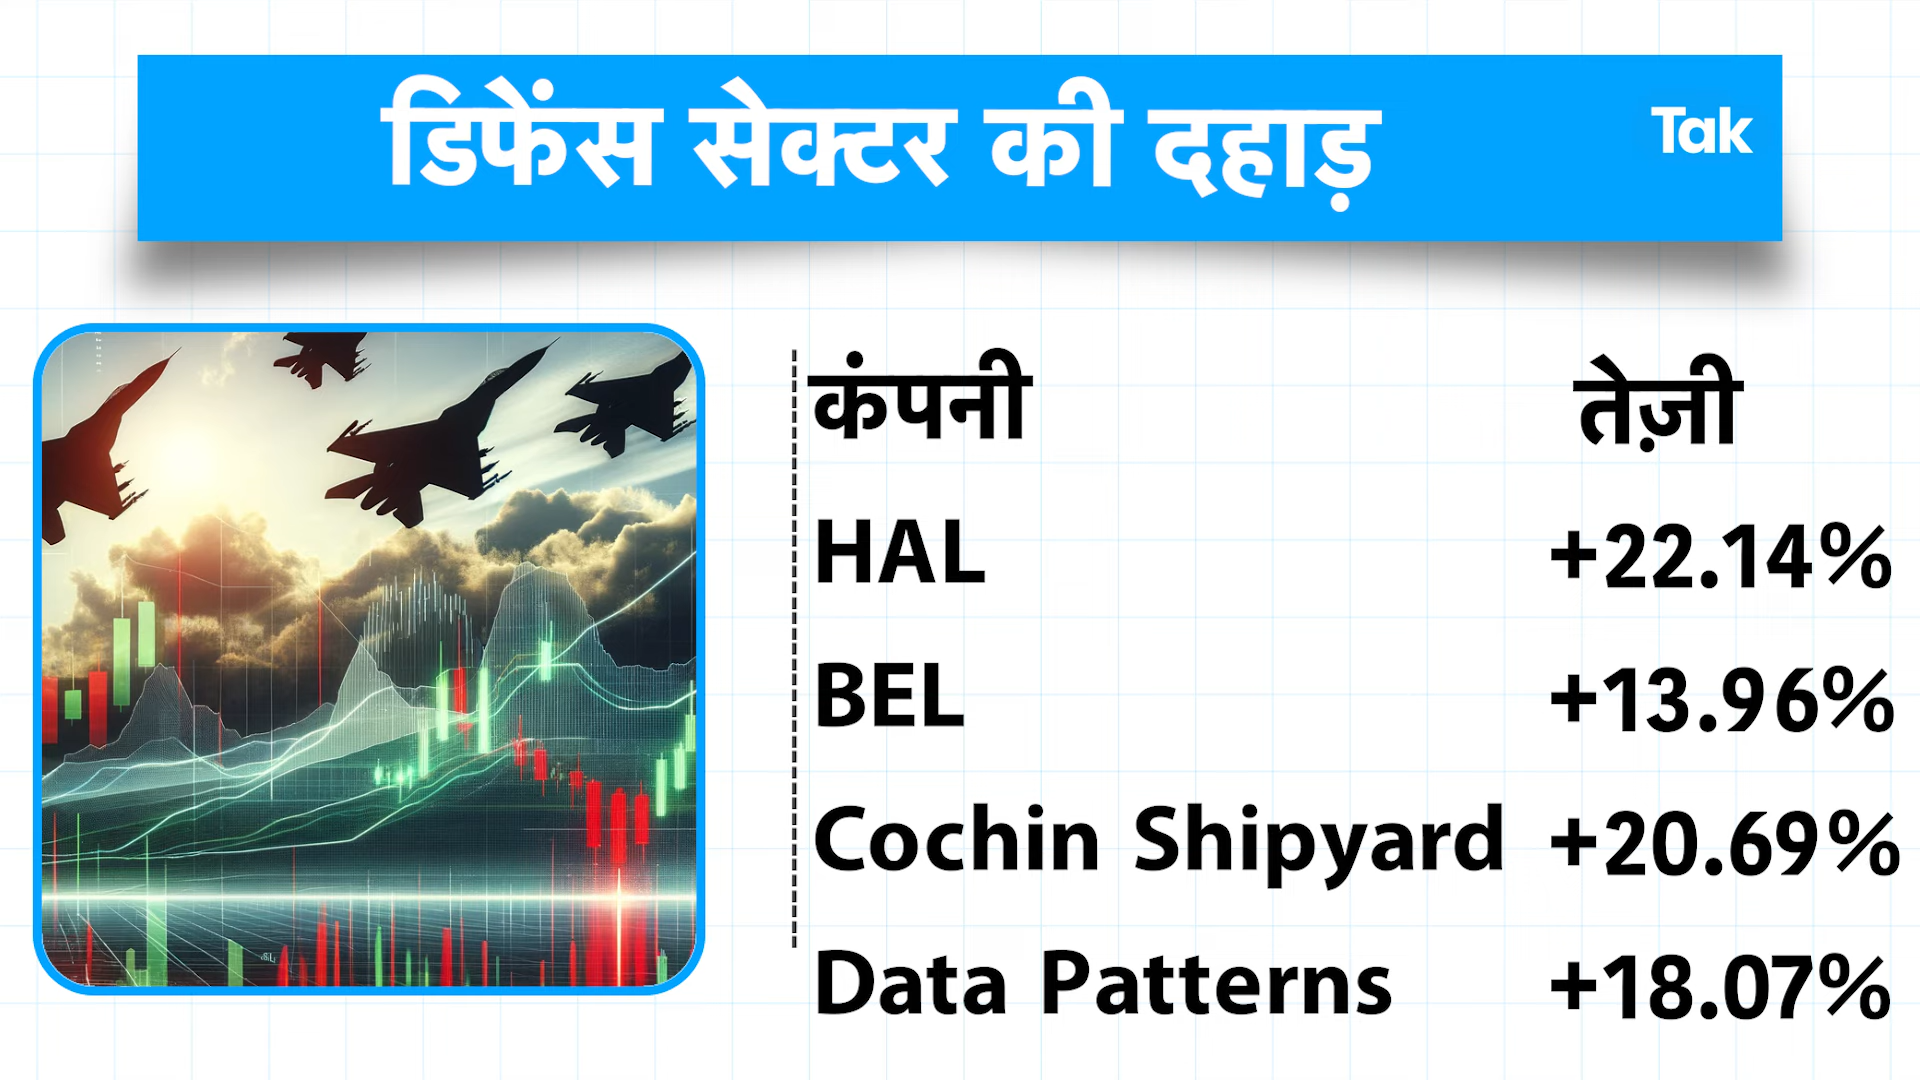 डिफेंस सेक्टर की दहाड़
Tak
कंपनी तेज़ी
HAL +22.14%
BEL +13.96%
Cochin Shipyard +20.69%
Data Patterns +18.07%